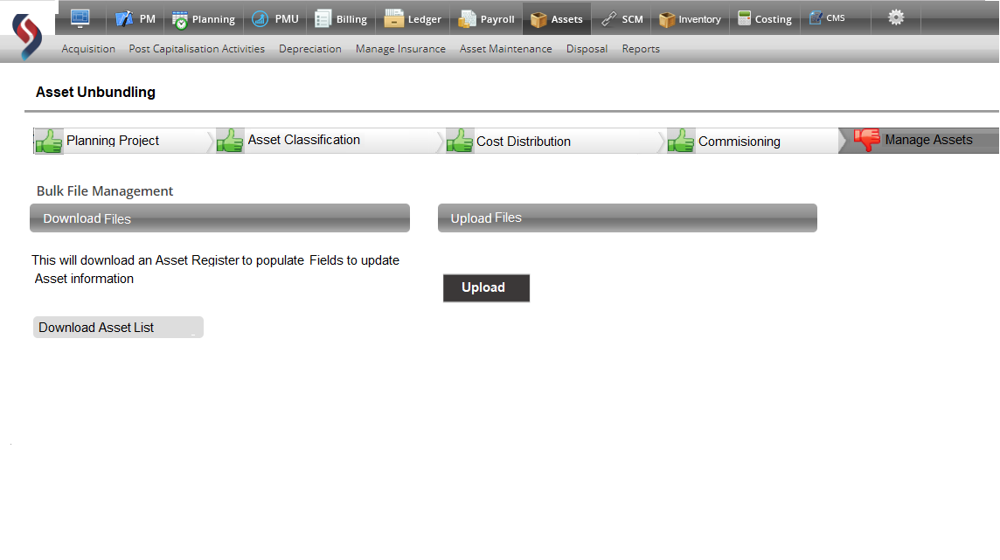 PM Planning PMU Billing Ledger Payroll Assets SCM Inventory Costing CMS
Acquisition Post Capitalisation Activities Depreciation Manage Insurance Asset Maintenance Disposal Reports
Asset Unbundling
Planning Project Asset Classification Cost Distribution Commisioning Manage Assets
Bulk File Management
Download Files Upload Files
This will download an Asset Register to populate Fields to update
Asset information
Upload
Download Asset List